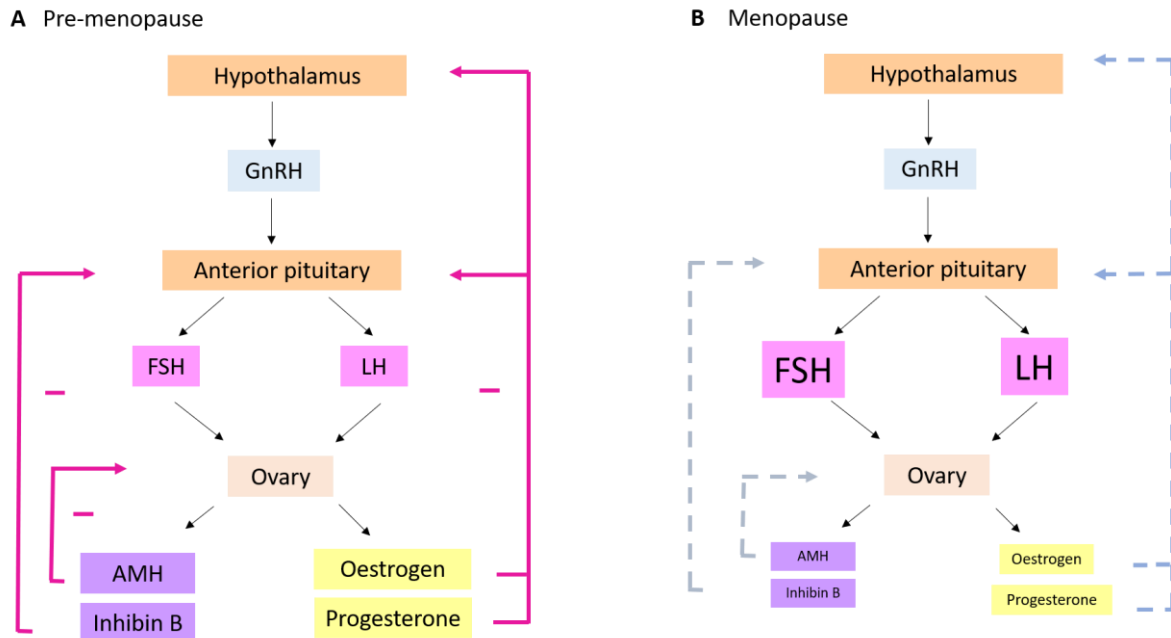 A Pre-menopause
Hypothalamus
GnRH
Anterior pituitary
FSH
LH
–
–
Ovary
–
AMH
Oestrogen
Inhibin B
Progesterone
B Menopause
Hypothalamus
GnRH
Anterior pituitary
FSH
LH
Ovary
AMH
Oestrogen
Inhibin B
Progesterone